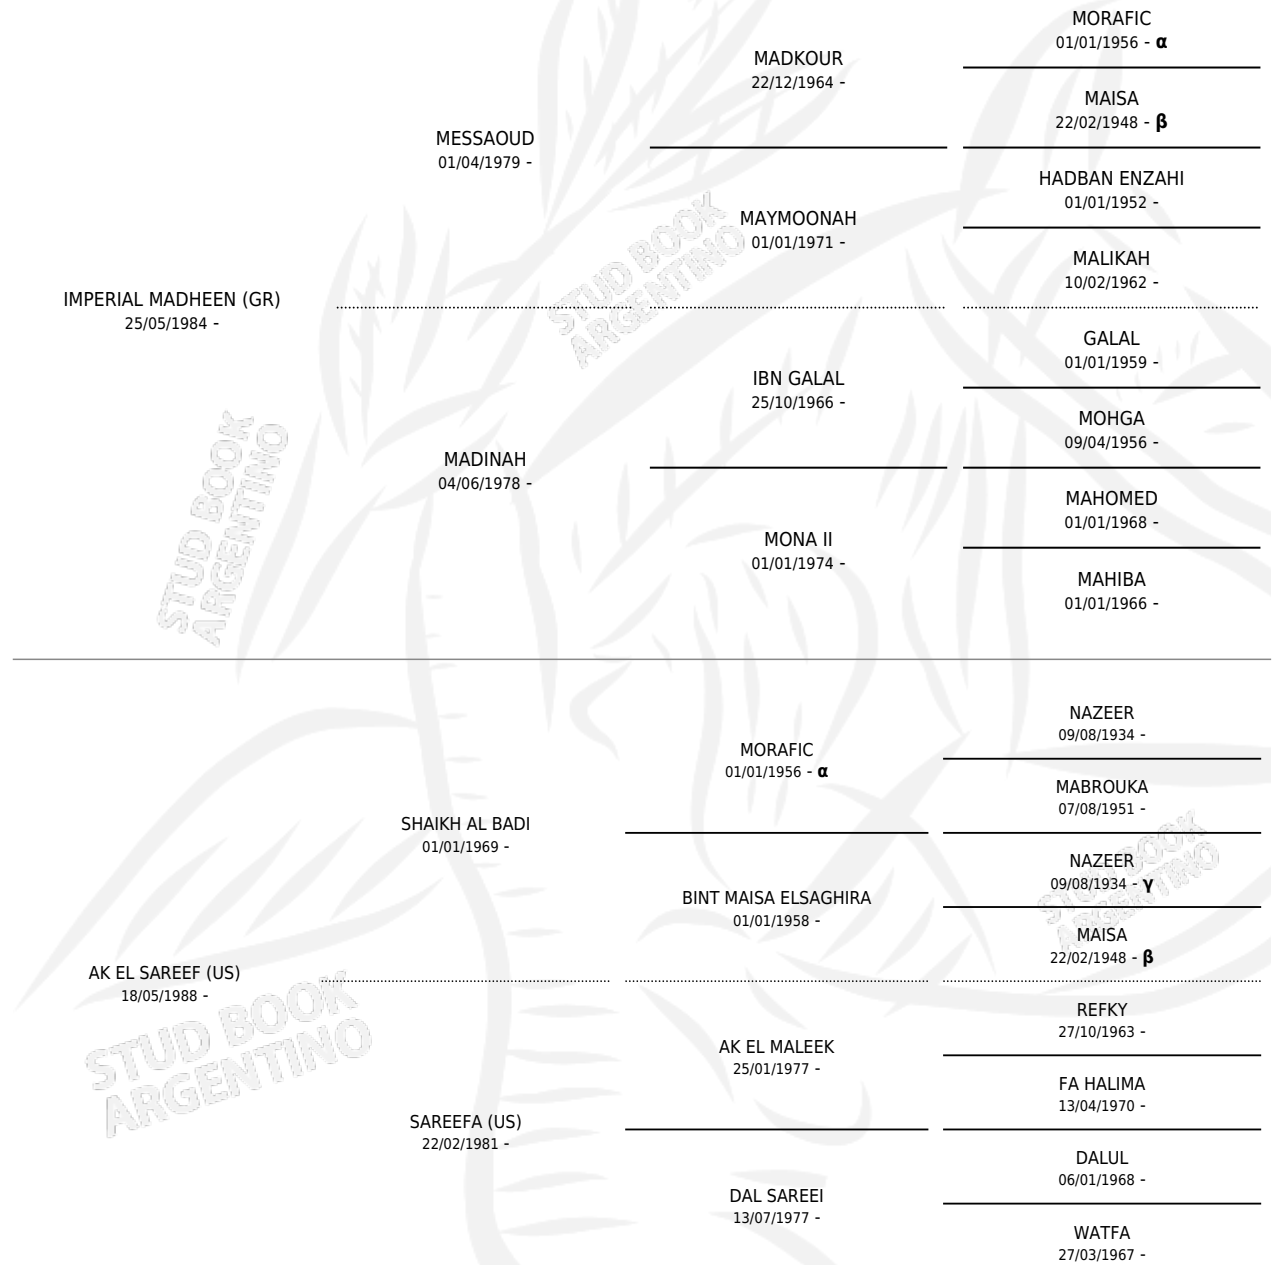 MORAFIC
01/01/1956 - α
MADKOUR
22/12/1964 -
MAISA
22/02/1948 - β
MESSAOUD
01/04/1979 -
HADBAN ENZAHI
01/01/1952 -
MAYMOONAH
01/01/1971 -
MALIKAH
10/02/1962 -
IMPERIAL MADHEEN (GR)
25/05/1984 -
GALAL
01/01/1959 -
IBN GALAL
25/10/1966 -
MOHGA
09/04/1956 -
MADINAH
04/06/1978 -
MAHOMED
01/01/1968 -
MONA II
01/01/1974 -
MAHIBA
01/01/1966 -
STUD BOOK
ARGENTINO
STUD BOOK
ARGENTINO
NAZEER
09/08/1934 -
MORAFIC
01/01/1956 - α
MABROUKA
07/08/1951 -
SHAIKH AL BADI
01/01/1969 -
NAZEER
09/08/1934 - γ
BINT MAISA ELSAGHIRA
01/01/1958 -
MAISA
22/02/1948 - β
AK EL SAREEF (US)
18/05/1988 -
REFKY
27/10/1963 -
AK EL MALEEK
25/01/1977 -
FA HALIMA
13/04/1970 -
SAREEFA (US)
22/02/1981 -
DALUL
06/01/1968 -
DAL SAREEI
13/07/1977 -
WATFA
27/03/1967 -
STUD BOOK
ARGENTINO
STUD BOOK
ARGENTINO